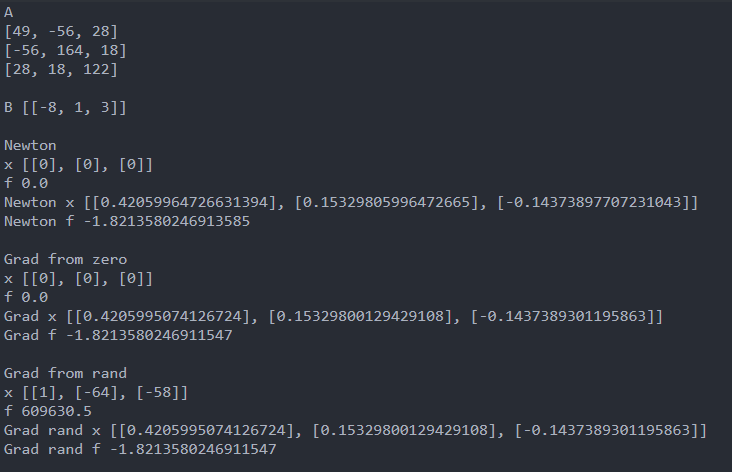 A
[49, -56, 28]
[-56, 164, 18]
[28, 18, 122]
B [[-8, 1, 3]]
Newton
x [[0], [0], [0]]
f 0.0
Newton x [[0.42059964726631394], [0.15329805996472665], [-0.14373897707231043]]
Newton f -1.8213580246913585
Grad from zero
x [[0], [0], [0]]
f 0.0
Grad x [[0.4205995074126724], [0.15329800129429108], [-0.1437389301195863]]
Grad f -1.8213580246911547
Grad from rand
x [[1], [-64], [-58]]
f 609630.5
Grad rand x [[0.4205995074126724], [0.15329800129429108], [-0.1437389301195863]]
Grad rand f -1.8213580246911547